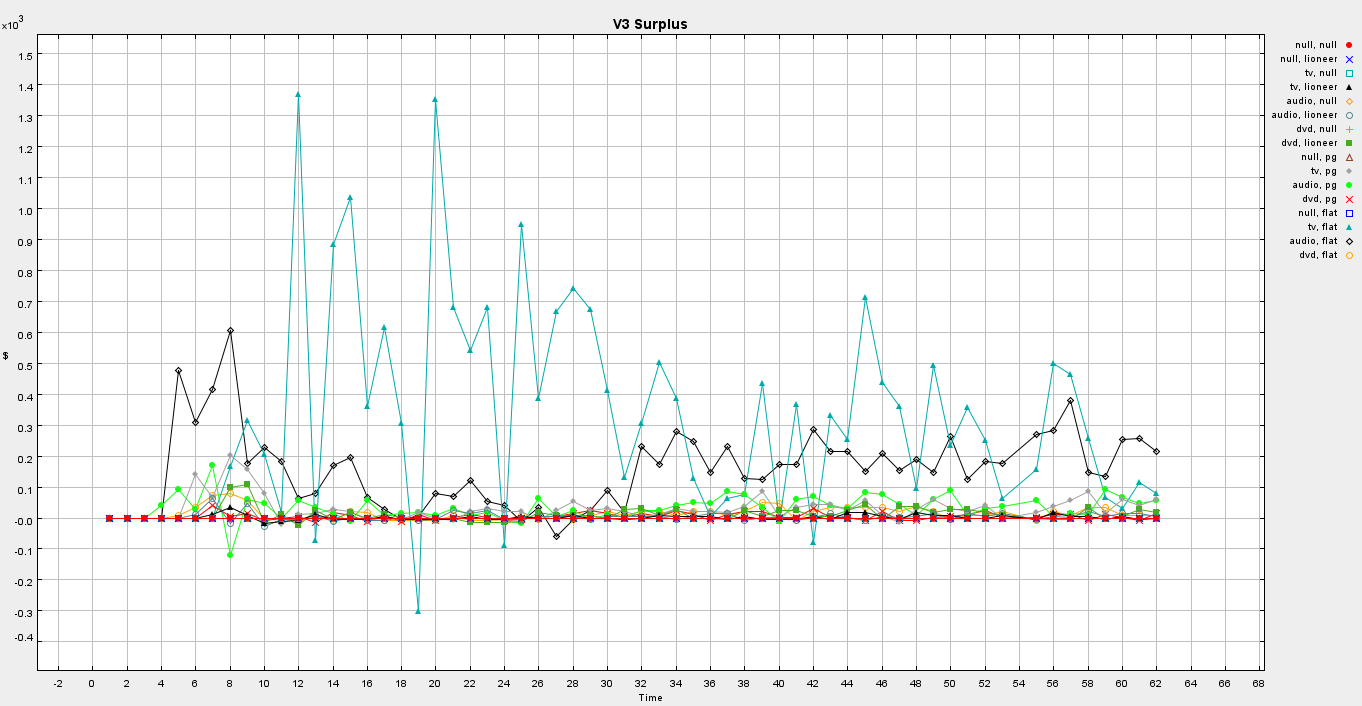 V3 Surplus
x10³
1.5
1.4
1.3
1.2
1.1
1.0
0.9
0.8
0.7
0.6
0.5
0.4
0.3
0.2
0.1
-0.0
-0.1
-0.2
-0.3
-0.4
$
-2 0 2 4 6 8 10 12 14 16 18 20 22 24 26 28 30 32 34 36 38 40 42 44 46 48 50 52 54 56 58 60 62 64 66 68
Time
null, null
null, lioneer
tv, null
tv, lioneer
audio, null
audio, lioneer
dvd, null
dvd, lioneer
null, pg
tv, pg
audio, pg
dvd, pg
null, flat
tv, flat
audio, flat
dvd, flat